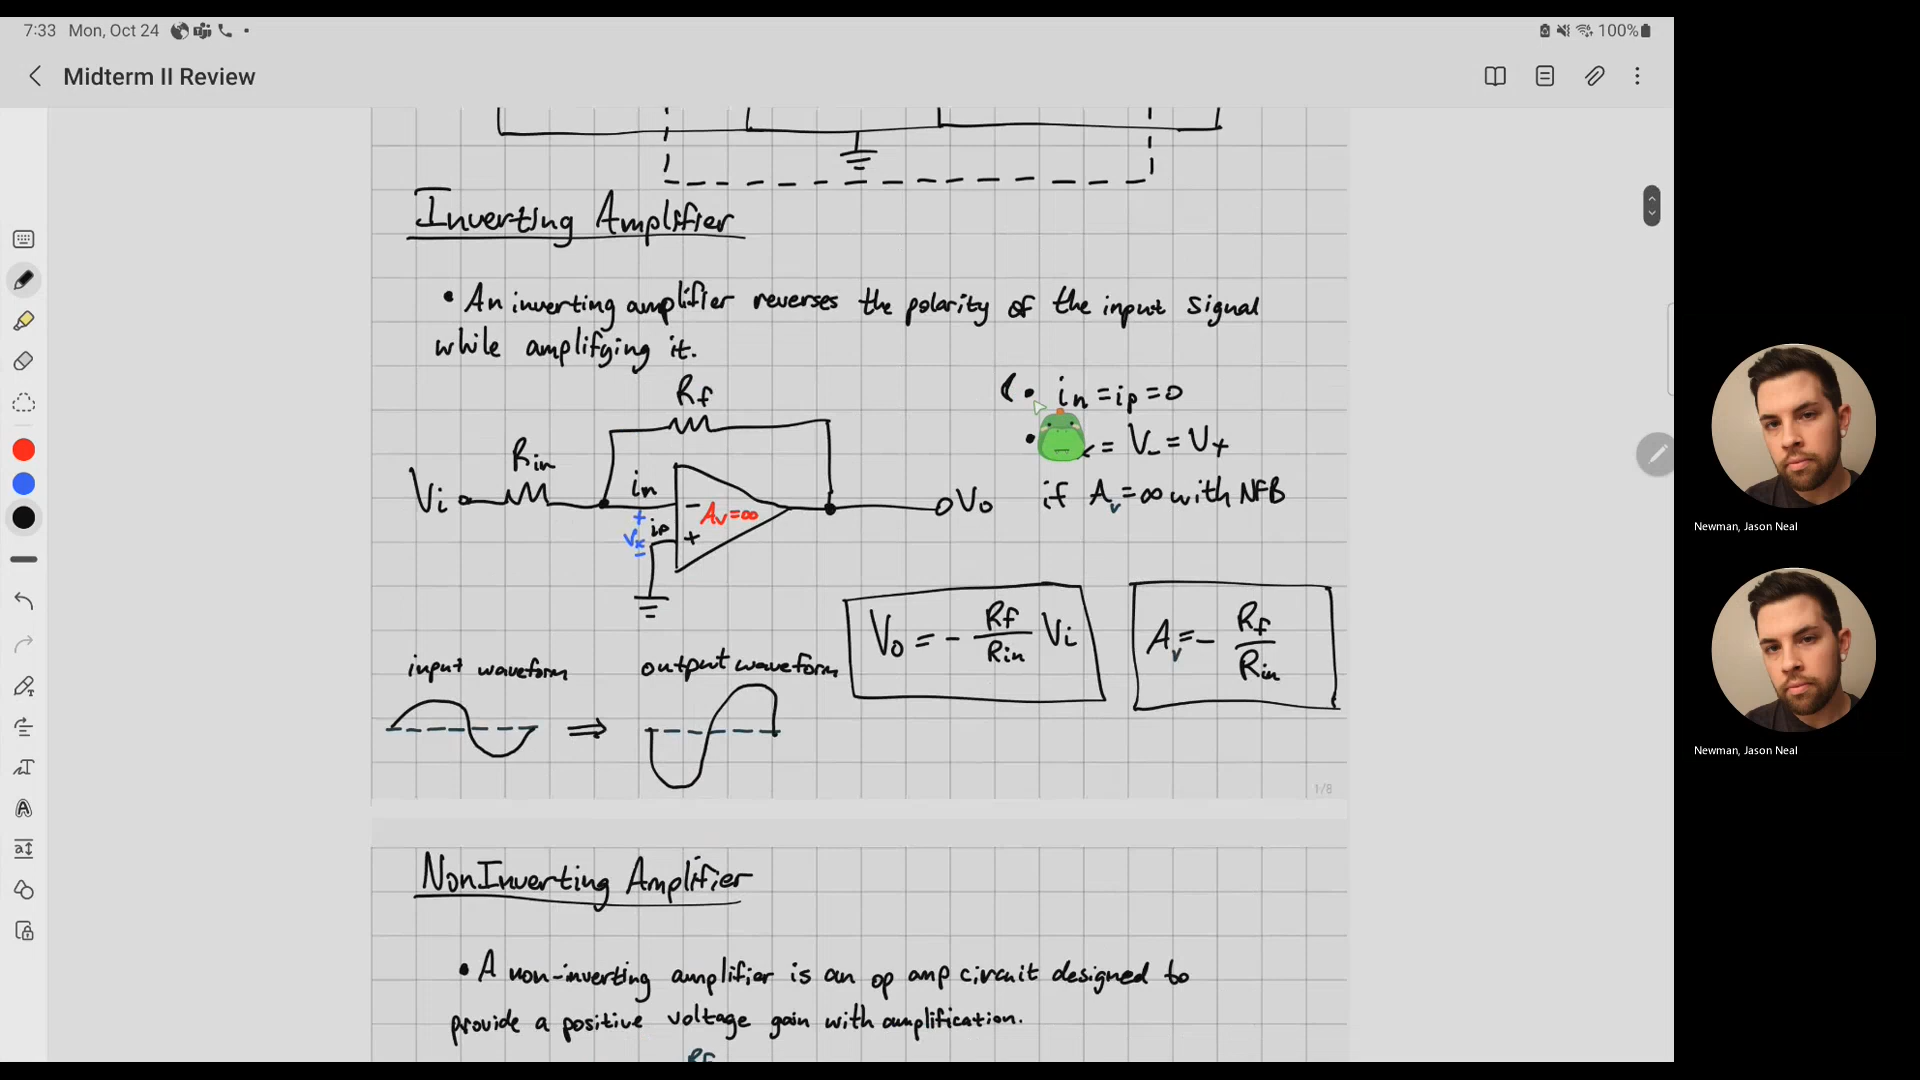 7:33 Mon, Oct 24
100%
Midterm II Review
Inverting Amplifier
• An inverting amplifier reverses the polarity of the input signal
while amplifying it.
Rf
( • in = ip = 0
• = V- = V+
if Av = ∞ with NFB
Rin
Vi
in
- Av = ∞
+
Vx
-
ip
+
Vo
Vo = - Rf/Rin Vi
Av = - Rf/Rin
input waveform
output waveform
⇒
1/8
NonInverting Amplifier
• A non-inverting amplifier is an op amp circuit designed to
provide a positive voltage gain with amplification.
Rf
Newman, Jason Neal
Newman, Jason Neal